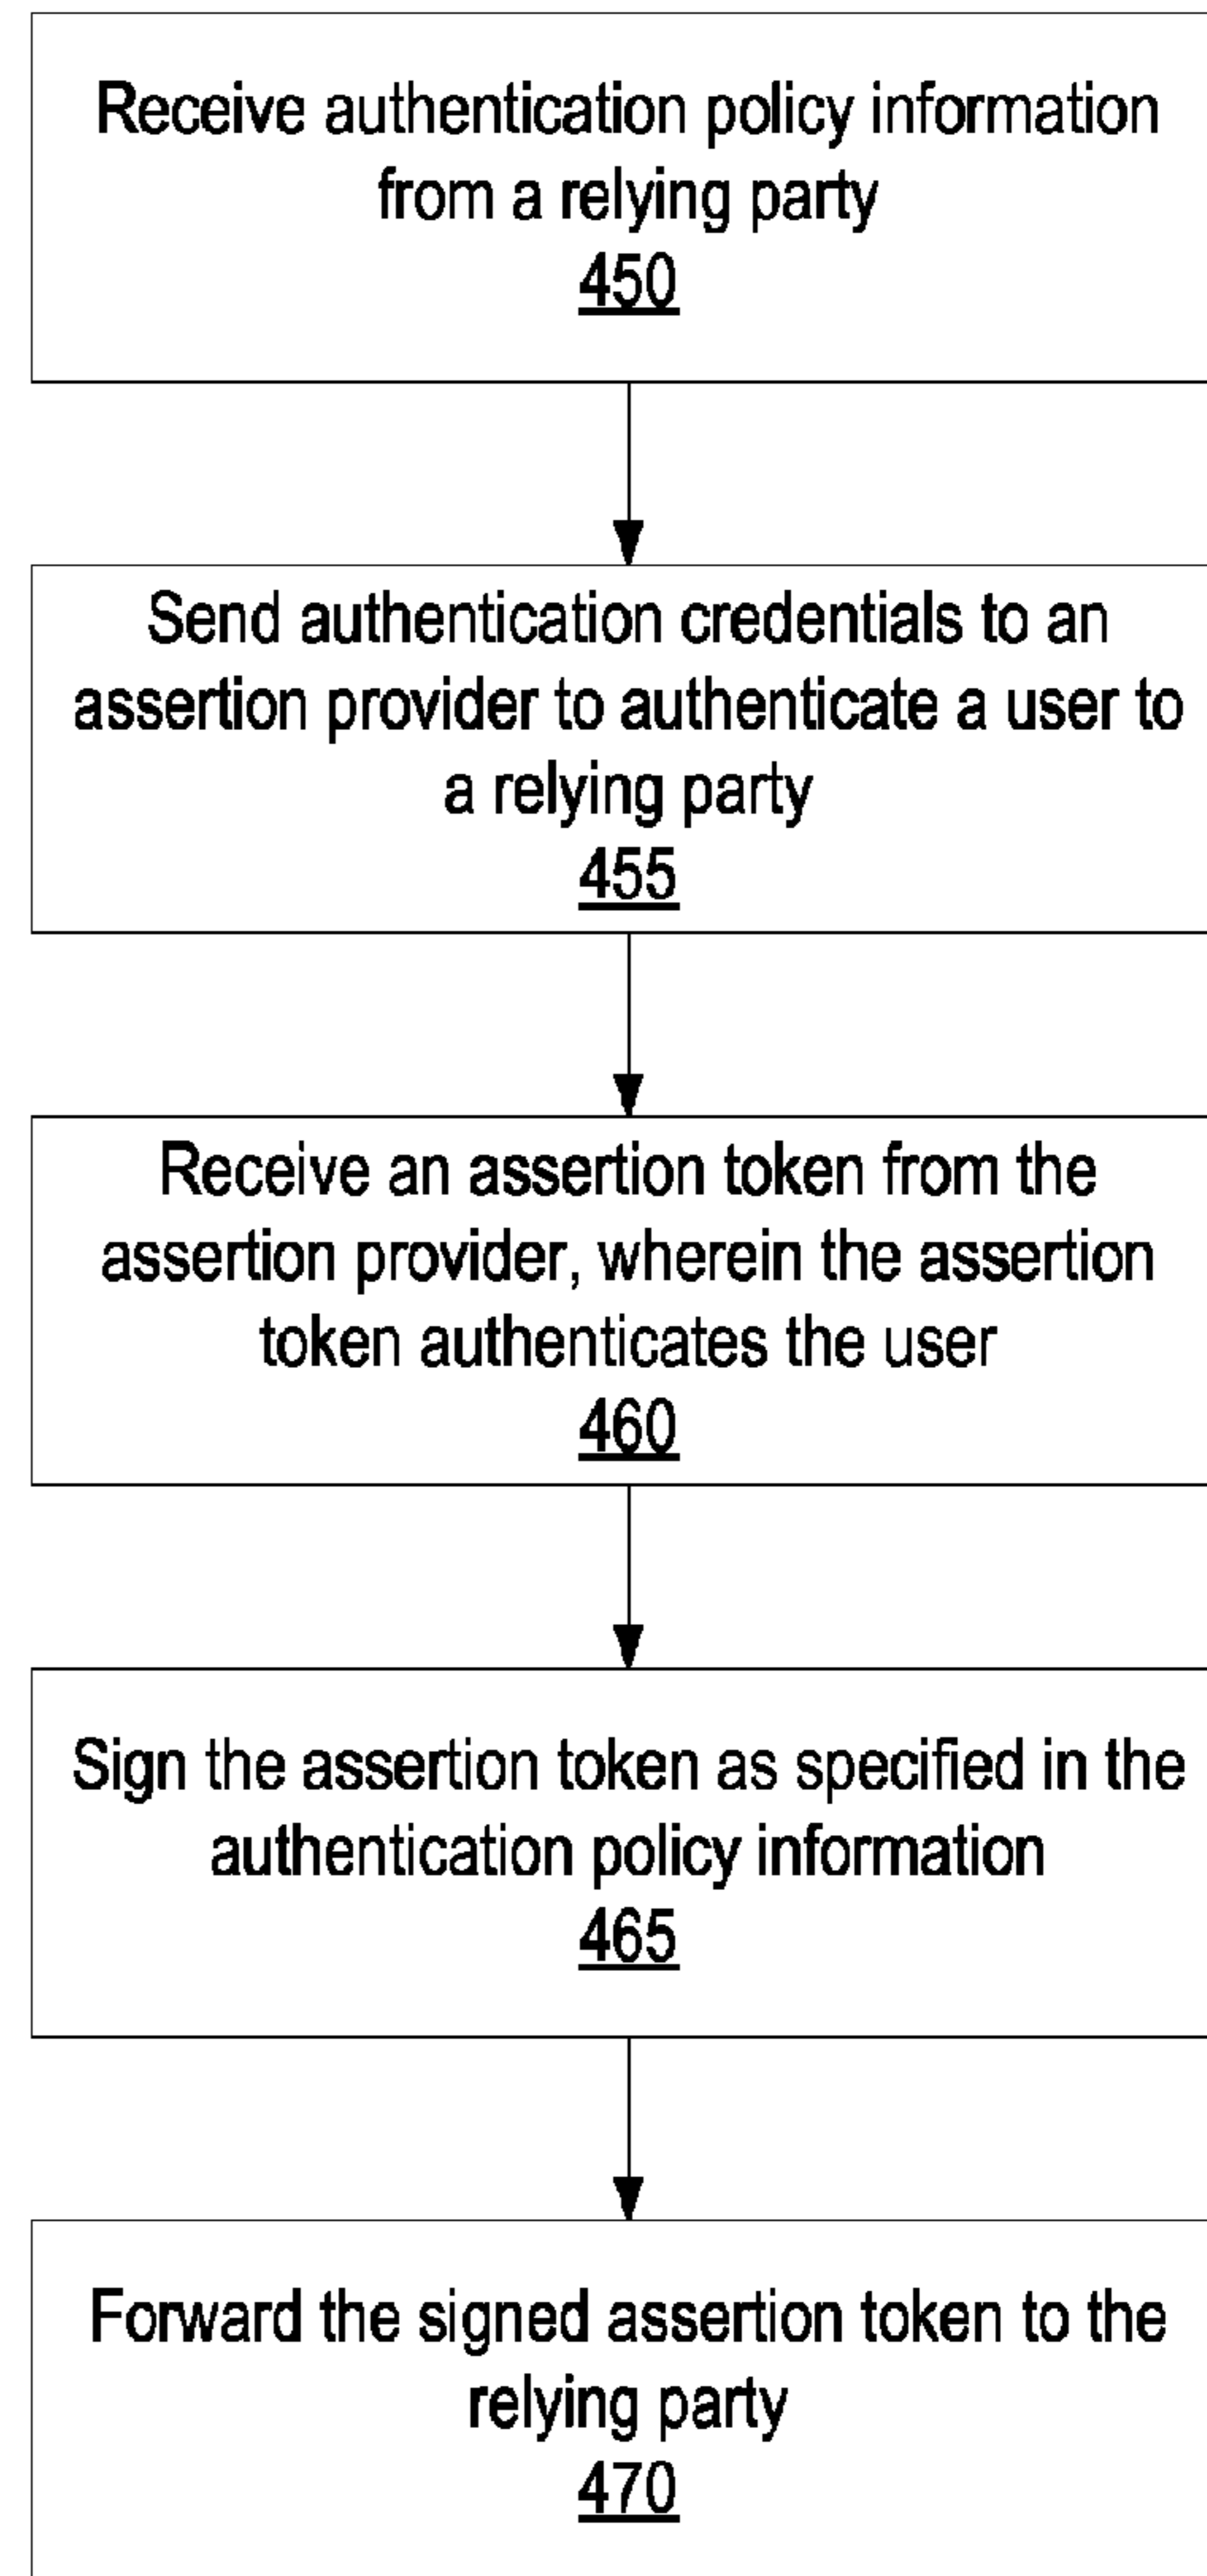 Receive authentication policy information
from a relying party
450
Send authentication credentials to an
assertion provider to authenticate a user to
a relying party
455
Receive an assertion token from the
assertion provider, wherein the assertion
token authenticates the user
460
Sign the assertion token as specified in the
authentication policy information
465
Forward the signed assertion token to the
relying party
470